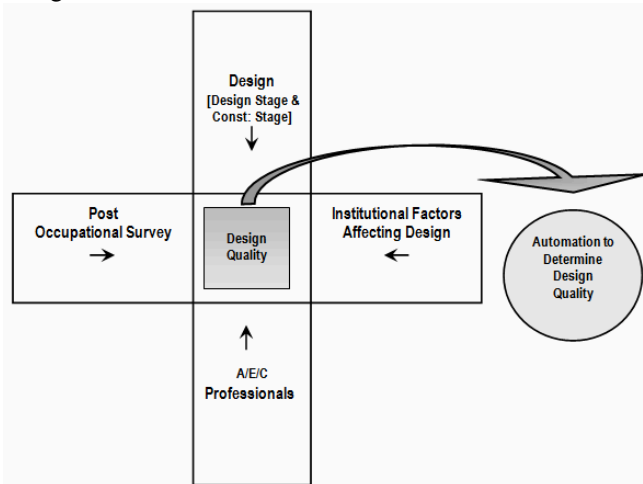 Design
[Design Stage &
Const: Stage]
Post
Occupational Survey
Design
Quality
Institutional Factors
Affecting Design
Automation to
Determine
Design
Quality
A/E/C
Professionals